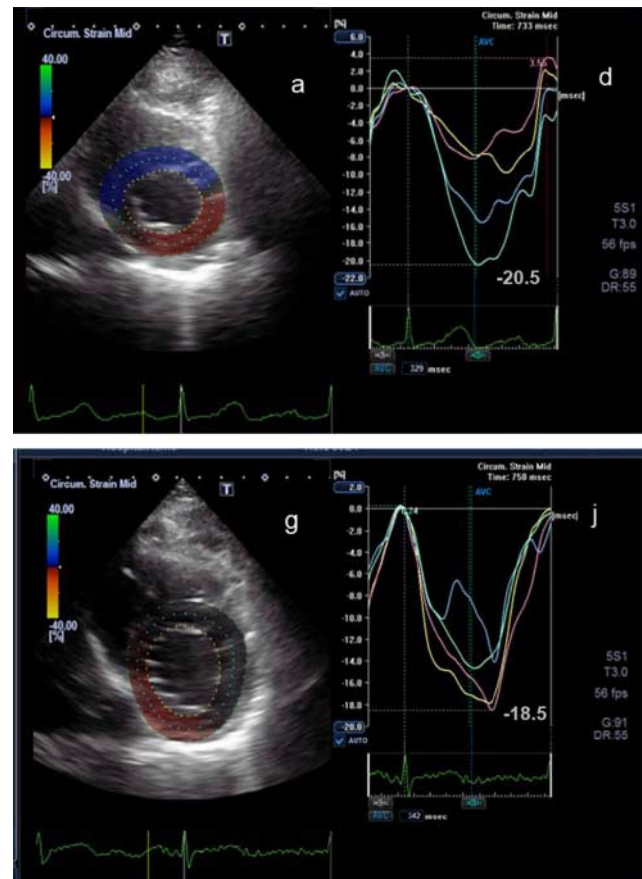 Circum. Strain Mid
T
40.00
-40.00
[%]
a
[%]
6.0
4.0
2.0
0.0
-2.0
-4.0
-6.0
-8.0
-10.0
-12.0
-14.0
-16.0
-18.0
-20.0
-22.0
AUTO
Circum. Strain Mid
Time: 733 msec
AVC
d
[msec]
-20.5
5S1
T3.0
56 fps
G:89
DR:55
AVC 329 msec
Circum. Strain Mid
T
40.00
-40.00
[%]
g
[%]
2.0
0.0
-2.0
-4.0
-6.0
-8.0
-10.0
-12.0
-14.0
-16.0
-18.0
-20.0
AUTO
Circum. Strain Mid
Time: 750 msec
AVC
j
[msec]
-18.5
5S1
T3.0
56 fps
G:91
DR:55
AVC 342 msec